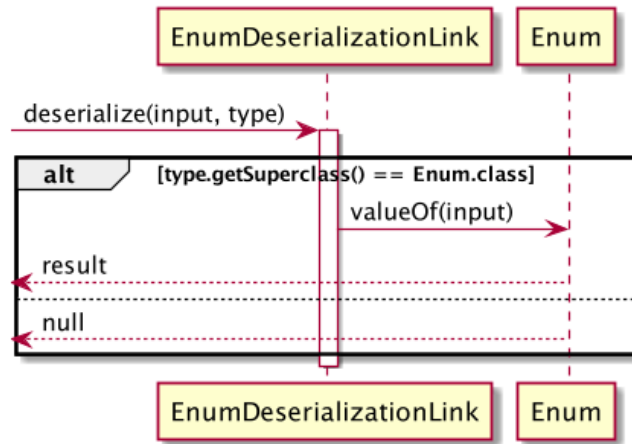 EnumDeserializationLink Enum
deserialize(input, type)
alt [type.getSuperclass() == Enum.class]
valueOf(input)
result
null
EnumDeserializationLink Enum